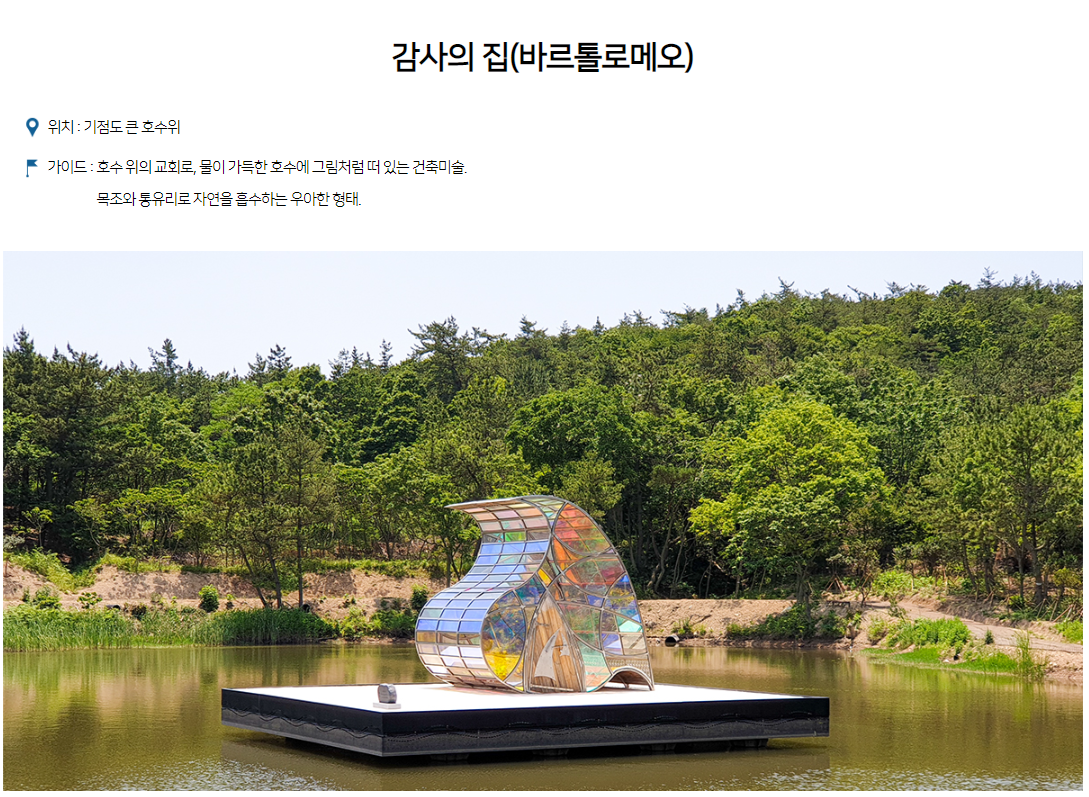 감사의 집(바르톨로메오)
위치 : 기점도 큰 호수위
가이드 : 호수 위의 교회로, 물이 가득한 호수에 그림처럼 떠 있는 건축미술.
목조와 통유리로 자연을 흡수하는 우아한 형태.